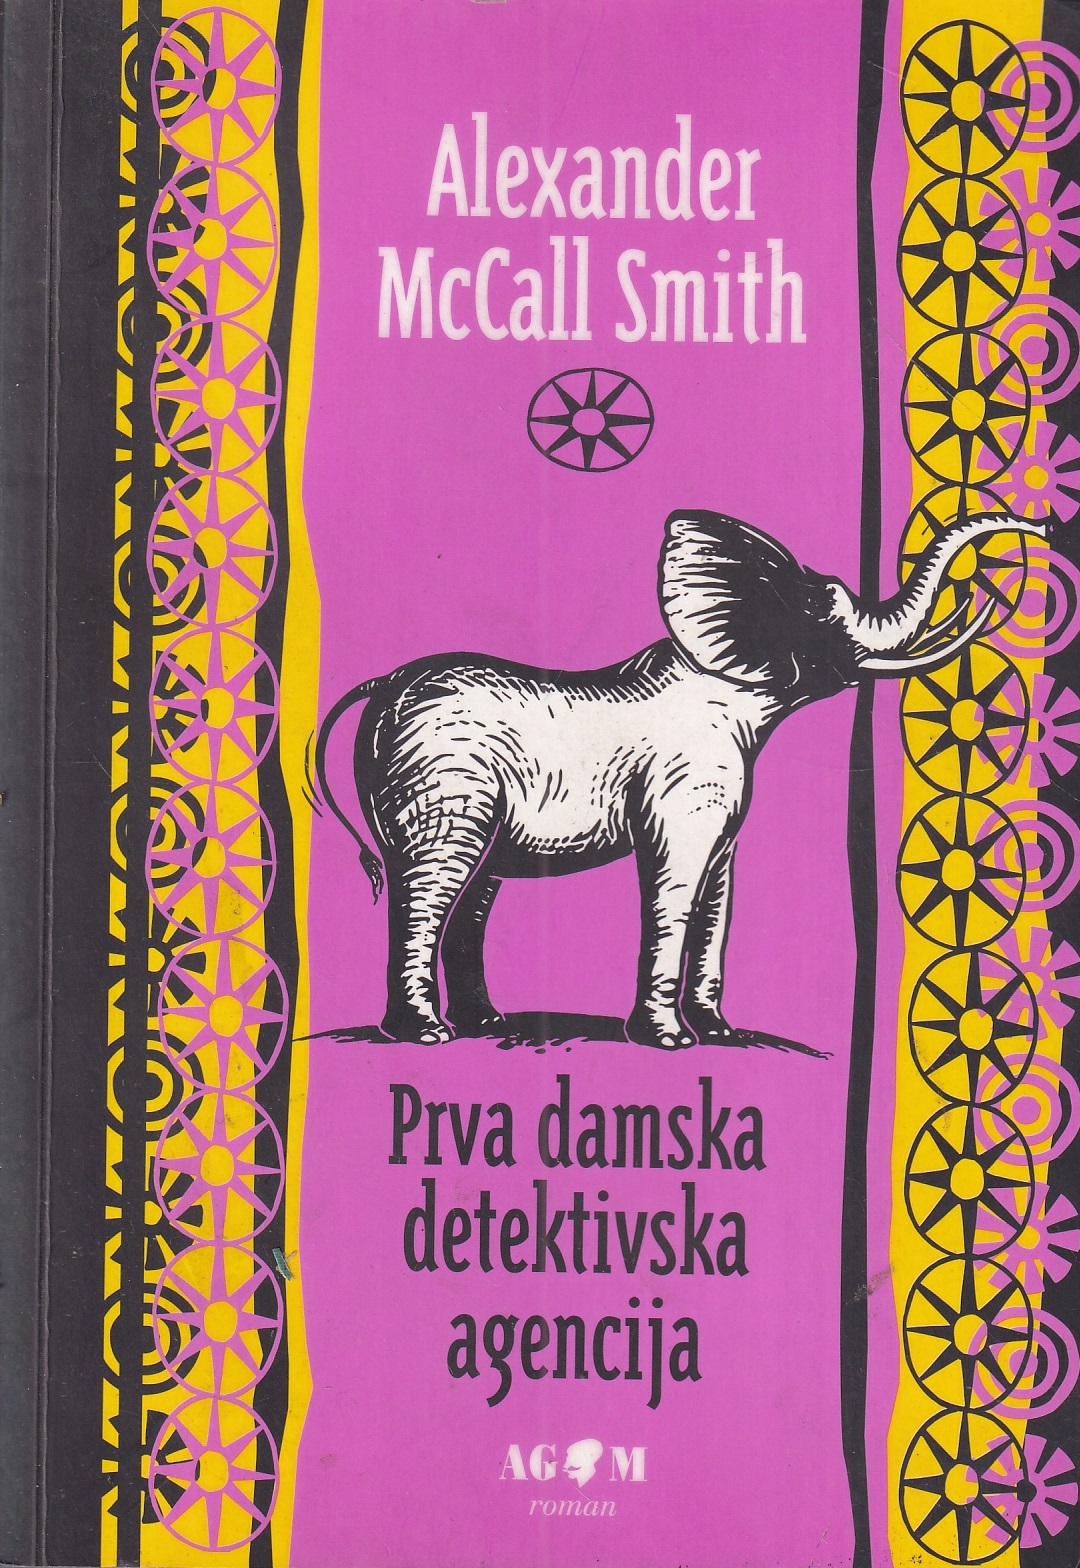 Alexander
McCall Smith
Prva damska
detektivska
agencija
AGM
roman